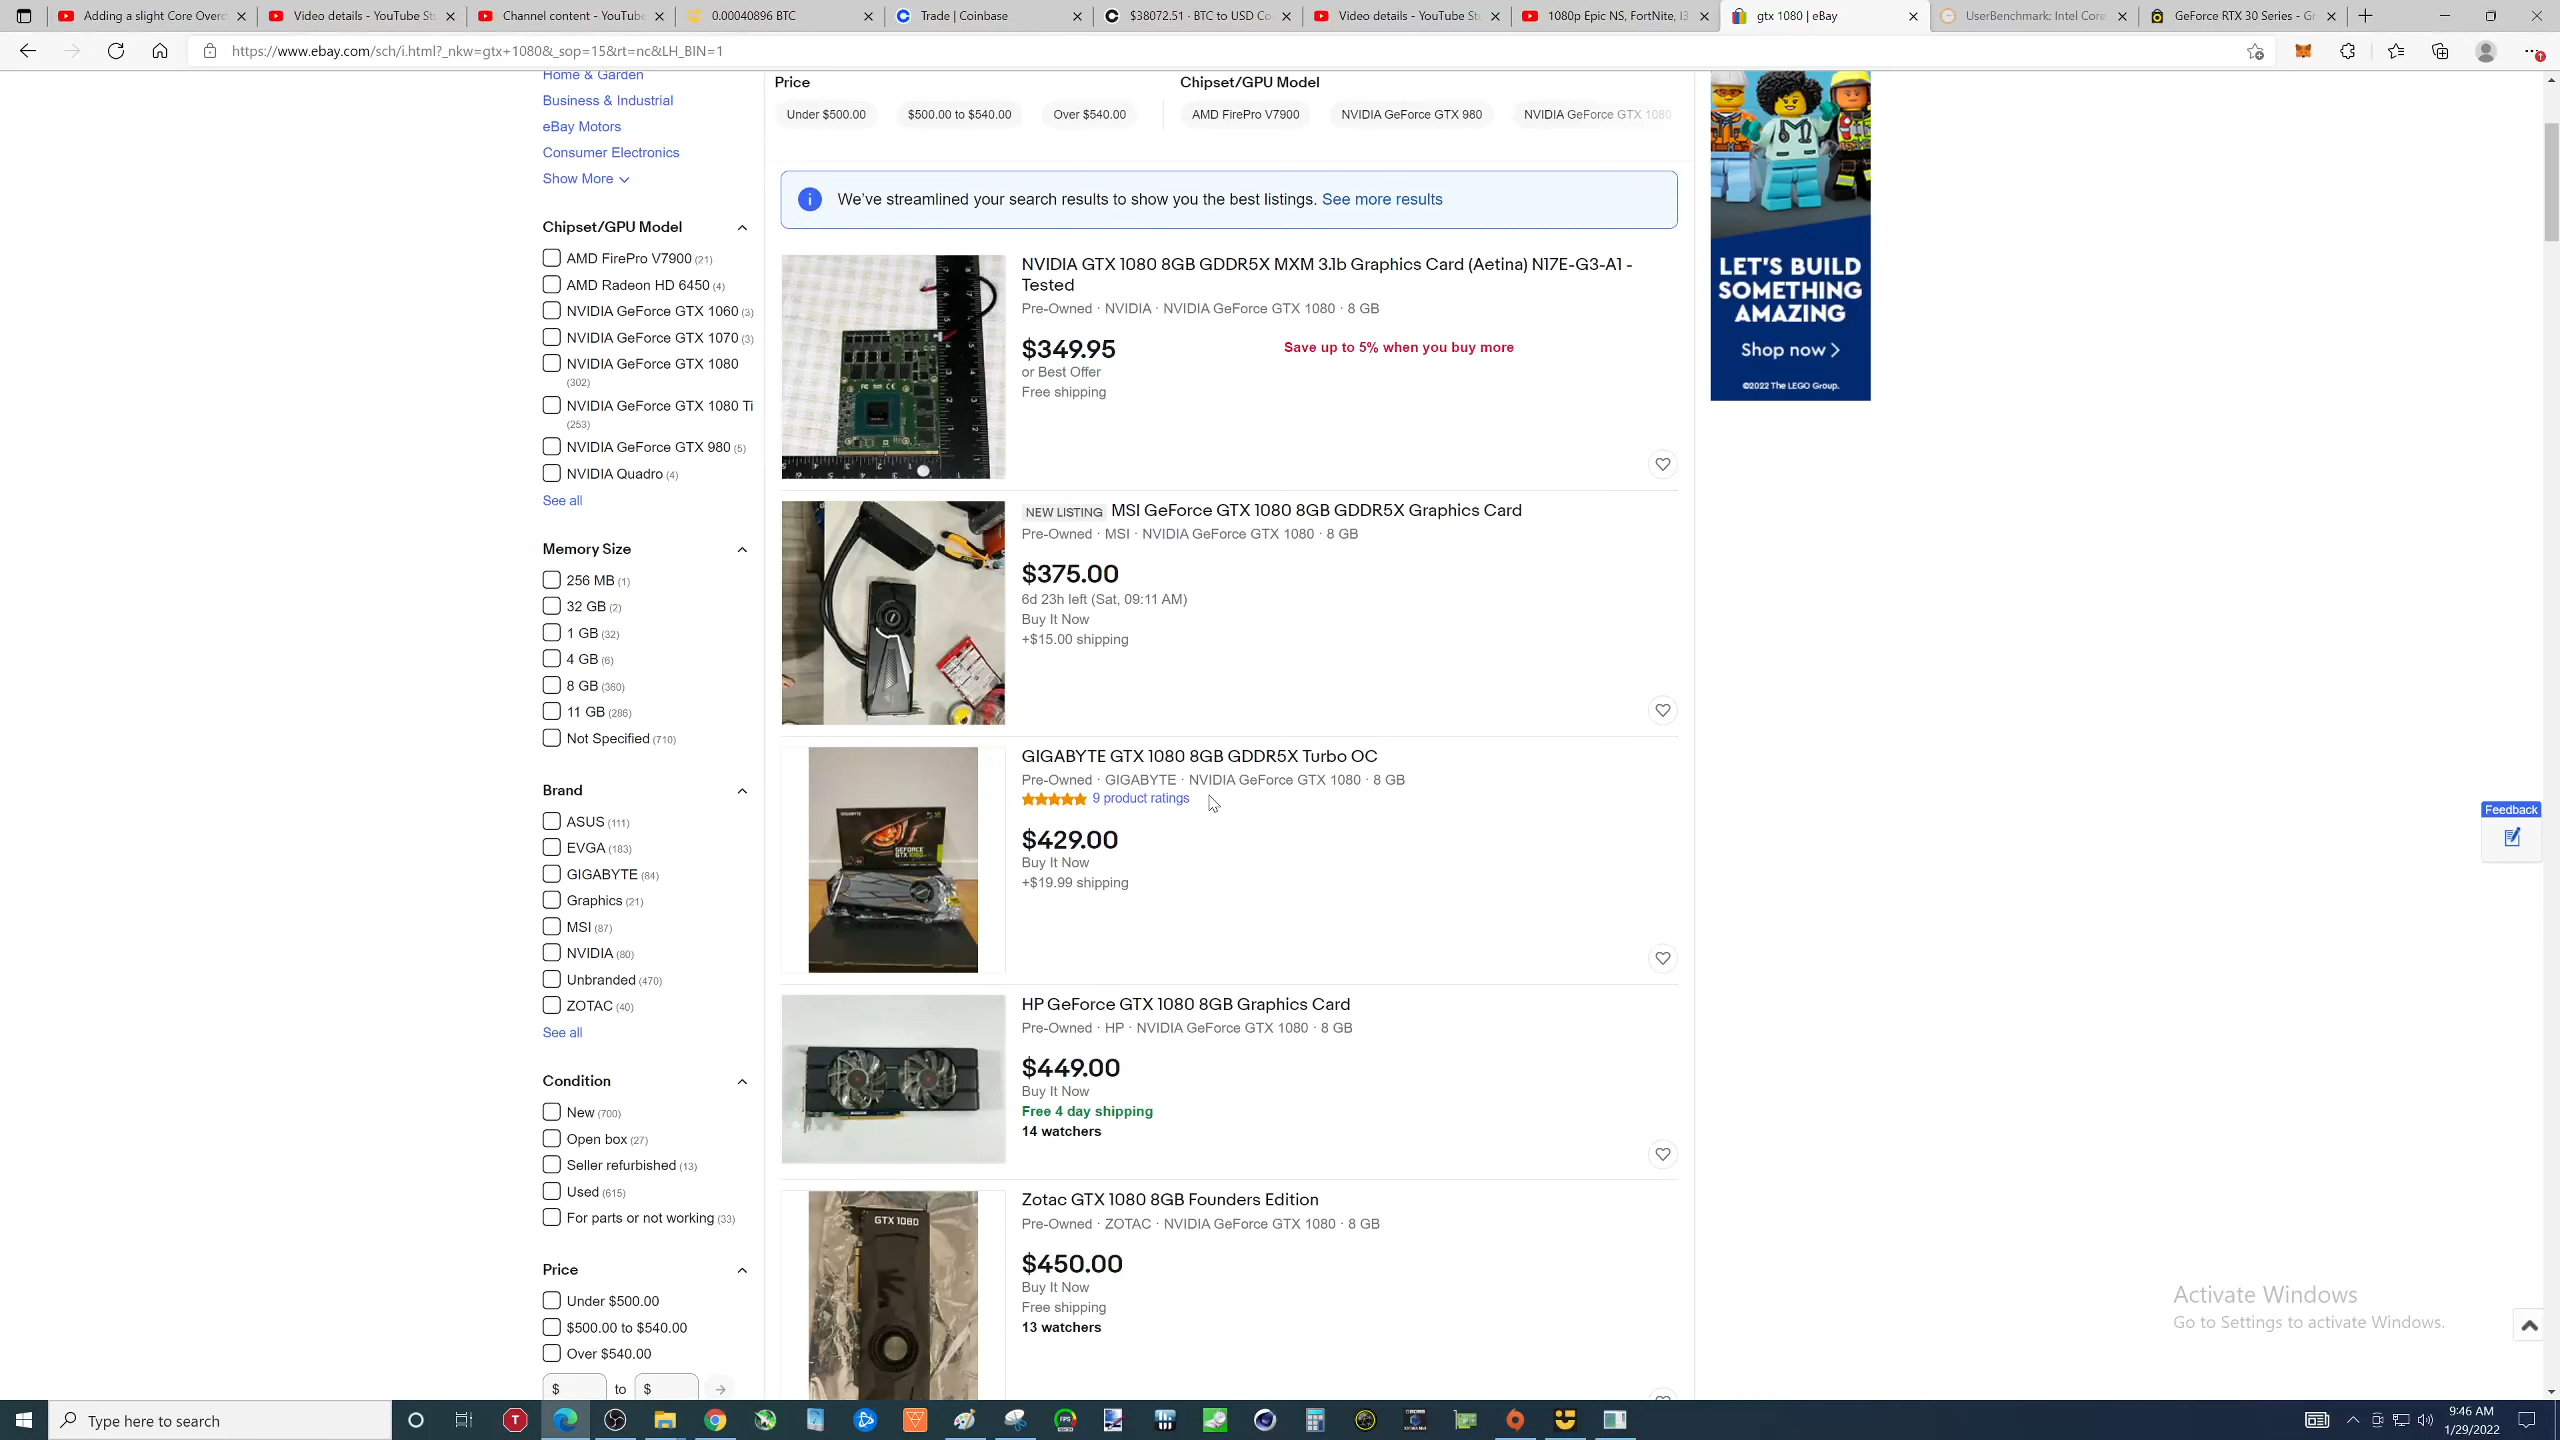 Adding a slight Core Overc
Video details - YouTube St
Channel content - YouTube
0.00040896 BTC
Trade | Coinbase
$38072.51 · BTC to USD Co
Video details - YouTube St
1080p Epic NS, FortNite, I3
gtx 1080 | eBay
UserBenchmark: Intel Core
GeForce RTX 30 Series - Gr
https://www.ebay.com/sch/i.html?_nkw=gtx+1080&_sop=15&rt=nc&LH_BIN=1
Home & Garden
Business & Industrial
eBay Motors
Consumer Electronics
Show More
Chipset/GPU Model
AMD FirePro V7900 (21)
AMD Radeon HD 6450 (4)
NVIDIA GeForce GTX 1060 (3)
NVIDIA GeForce GTX 1070 (3)
NVIDIA GeForce GTX 1080
(302)
NVIDIA GeForce GTX 1080 Ti
(253)
NVIDIA GeForce GTX 980 (5)
NVIDIA Quadro (4)
See all
Memory Size
256 MB (1)
32 GB (2)
1 GB (32)
4 GB (6)
8 GB (360)
11 GB (286)
Not Specified (710)
Brand
ASUS (111)
EVGA (183)
GIGABYTE (84)
Graphics (21)
MSI (87)
NVIDIA (80)
Unbranded (470)
ZOTAC (40)
See all
Condition
New (700)
Open box (27)
Seller refurbished (13)
Used (615)
For parts or not working (33)
Price
Under $500.00
$500.00 to $540.00
Over $540.00
$ to $
Price
Under $500.00
$500.00 to $540.00
Over $540.00
Chipset/GPU Model
AMD FirePro V7900
NVIDIA GeForce GTX 980
NVIDIA GeForce GTX 1080
We've streamlined your search results to show you the best listings. See more results
NVIDIA GTX 1080 8GB GDDR5X MXM 3.1b Graphics Card (Aetina) N17E-G3-A1 -
Tested
Pre-Owned · NVIDIA · NVIDIA GeForce GTX 1080 · 8 GB
$349.95
Save up to 5% when you buy more
or Best Offer
Free shipping
NEW LISTING MSI GeForce GTX 1080 8GB GDDR5X Graphics Card
Pre-Owned · MSI · NVIDIA GeForce GTX 1080 · 8 GB
$375.00
6d 23h left (Sat, 09:11 AM)
Buy It Now
+$15.00 shipping
GIGABYTE GTX 1080 8GB GDDR5X Turbo OC
Pre-Owned · GIGABYTE · NVIDIA GeForce GTX 1080 · 8 GB
9 product ratings
$429.00
Buy It Now
+$19.99 shipping
HP GeForce GTX 1080 8GB Graphics Card
Pre-Owned · HP · NVIDIA GeForce GTX 1080 · 8 GB
$449.00
Buy It Now
Free 4 day shipping
14 watchers
GTX 1080
Zotac GTX 1080 8GB Founders Edition
Pre-Owned · ZOTAC · NVIDIA GeForce GTX 1080 · 8 GB
$450.00
Buy It Now
Free shipping
13 watchers
LET'S BUILD
SOMETHING
AMAZING
Shop now >
©2022 The LEGO Group.
Feedback
Activate Windows
Go to Settings to activate Windows.
Type here to search
9:46 AM
1/29/2022